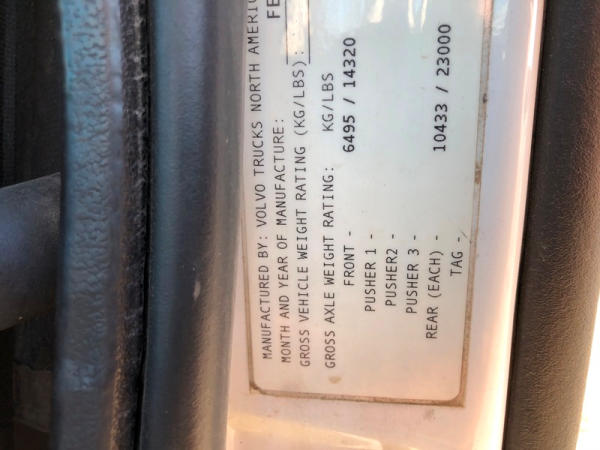 MANUFACTURED BY: VOLVO TRUCKS NORTH
MONTH AND YEAR OF MANUFACTURE: FE
GROSS VEHICLE WEIGHT RATING (KG/LBS):
GROSS AXLE WEIGHT RATING: KG/LBS
FRONT - 6495 / 14320
PUSHER 1 -
PUSHER2 -
PUSHER 3 -
REAR (EACH) - 10433 / 23000
TAG -